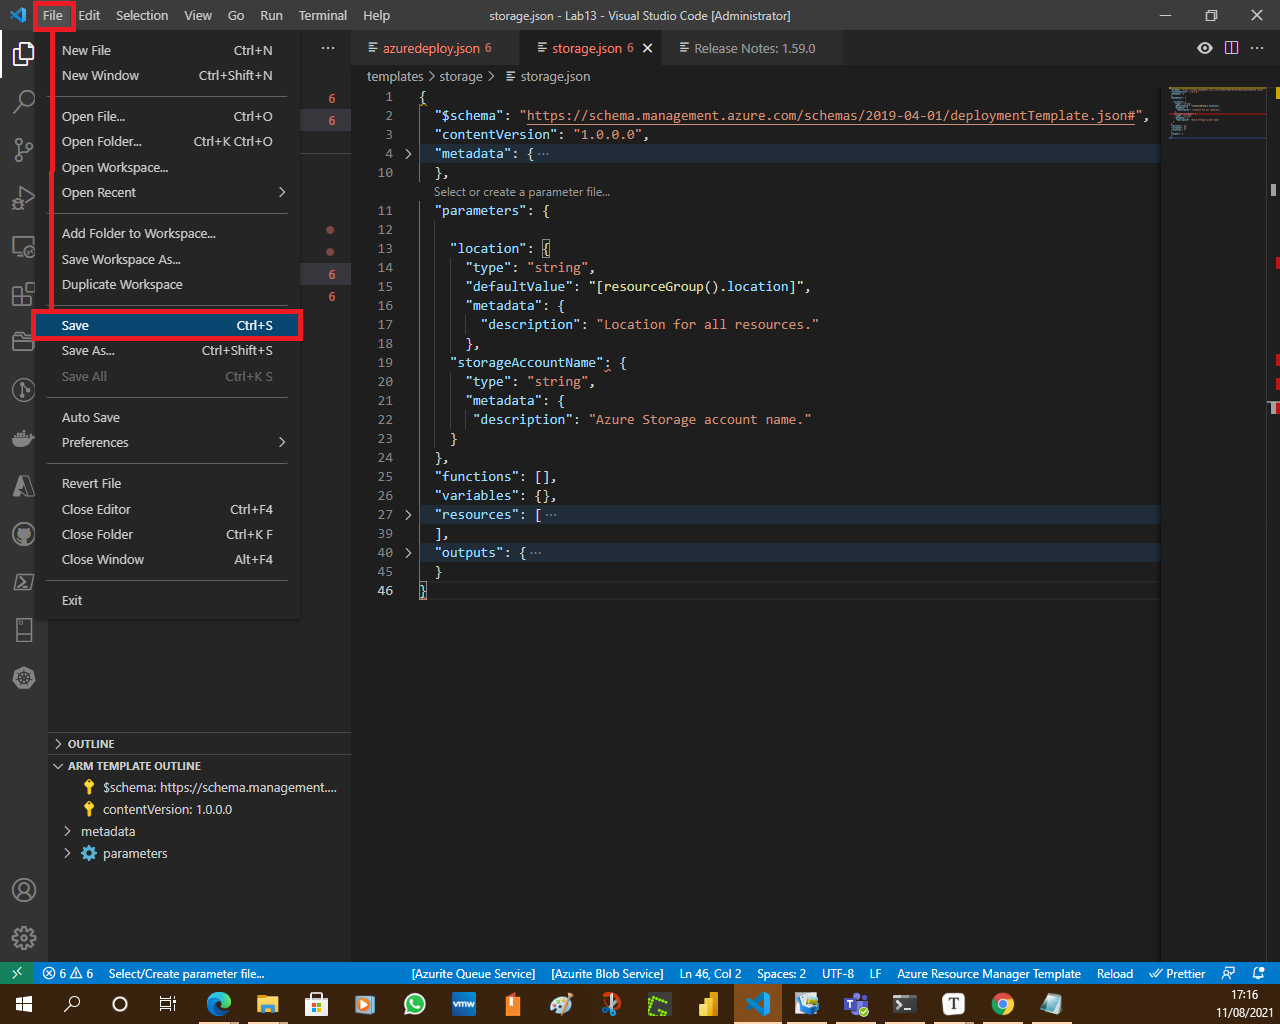 File Edit Selection View Go Run Terminal Help
storage.json - Lab13 - Visual Studio Code [Administrator]
New File Ctrl+N
New Window Ctrl+Shift+N
Open File... Ctrl+O
Open Folder... Ctrl+K Ctrl+O
Open Workspace...
Open Recent
Add Folder to Workspace...
Save Workspace As...
Duplicate Workspace
Save Ctrl+S
Save As... Ctrl+Shift+S
Save All Ctrl+K S
Auto Save
Preferences
Revert File
Close Editor Ctrl+F4
Close Folder Ctrl+K F
Close Window Alt+F4
Exit
6
6
6
6
OUTLINE
ARM TEMPLATE OUTLINE
$schema: https://schema.management....
contentVersion: 1.0.0.0
metadata
parameters
azuredeploy.json 6
storage.json 6
Release Notes: 1.59.0
templates > storage > storage.json
1 {
2 "$schema": "https://schema.management.azure.com/schemas/2019-04-01/deploymentTemplate.json#",
3 "contentVersion": "1.0.0.0",
4 "metadata": { ...
10 },
Select or create a parameter file...
11 "parameters": {
12
13 "location": {
14 "type": "string",
15 "defaultValue": "[resourceGroup().location]",
16 "metadata": {
17 "description": "Location for all resources."
18 },
19 "storageAccountName": {
20 "type": "string",
21 "metadata": {
22 "description": "Azure Storage account name."
23 }
24 },
25 "functions": [],
26 "variables": {},
27 "resources": [ ...
39 ],
40 "outputs": { ...
45 }
46 }
6 6 Select/Create parameter file... [Azurite Queue Service] [Azurite Blob Service] Ln 46, Col 2 Spaces: 2 UTF-8 LF Azure Resource Manager Template Reload Prettier
vmw
T
17:16
11/08/2021